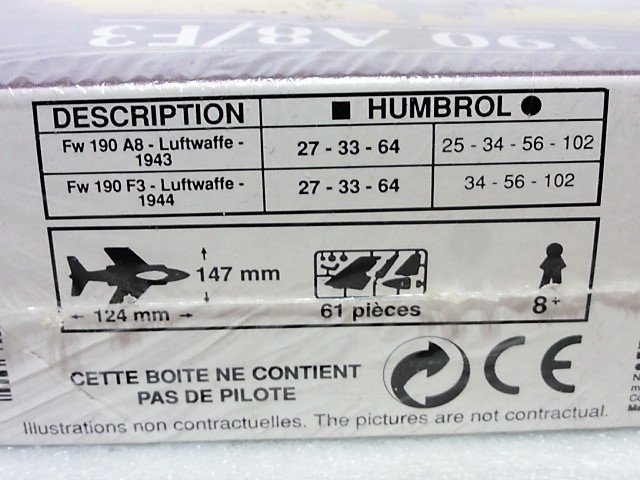 190 A8/F3
DESCRIPTION ■ HUMBROL ●
Fw 190 A8 - Luftwaffe -
1943
27 - 33 - 64
25 - 34 - 56 - 102
Fw 190 F3 - Luftwaffe -
1944
27 - 33 - 64
34 - 56 - 102
147 mm
124 mm
61 pièces
8+
CETTE BOITE NE CONTIENT
PAS DE PILOTE
CE
Illustrations non contractuelles. The pictures are not contractual.